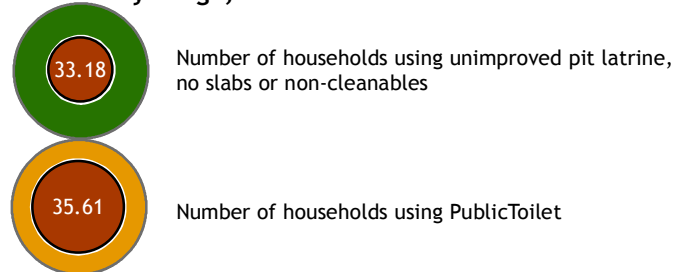 33.18
Number of households using unimproved pit latrine,
no slabs or non-cleanables
35.61
Number of households using PublicToilet